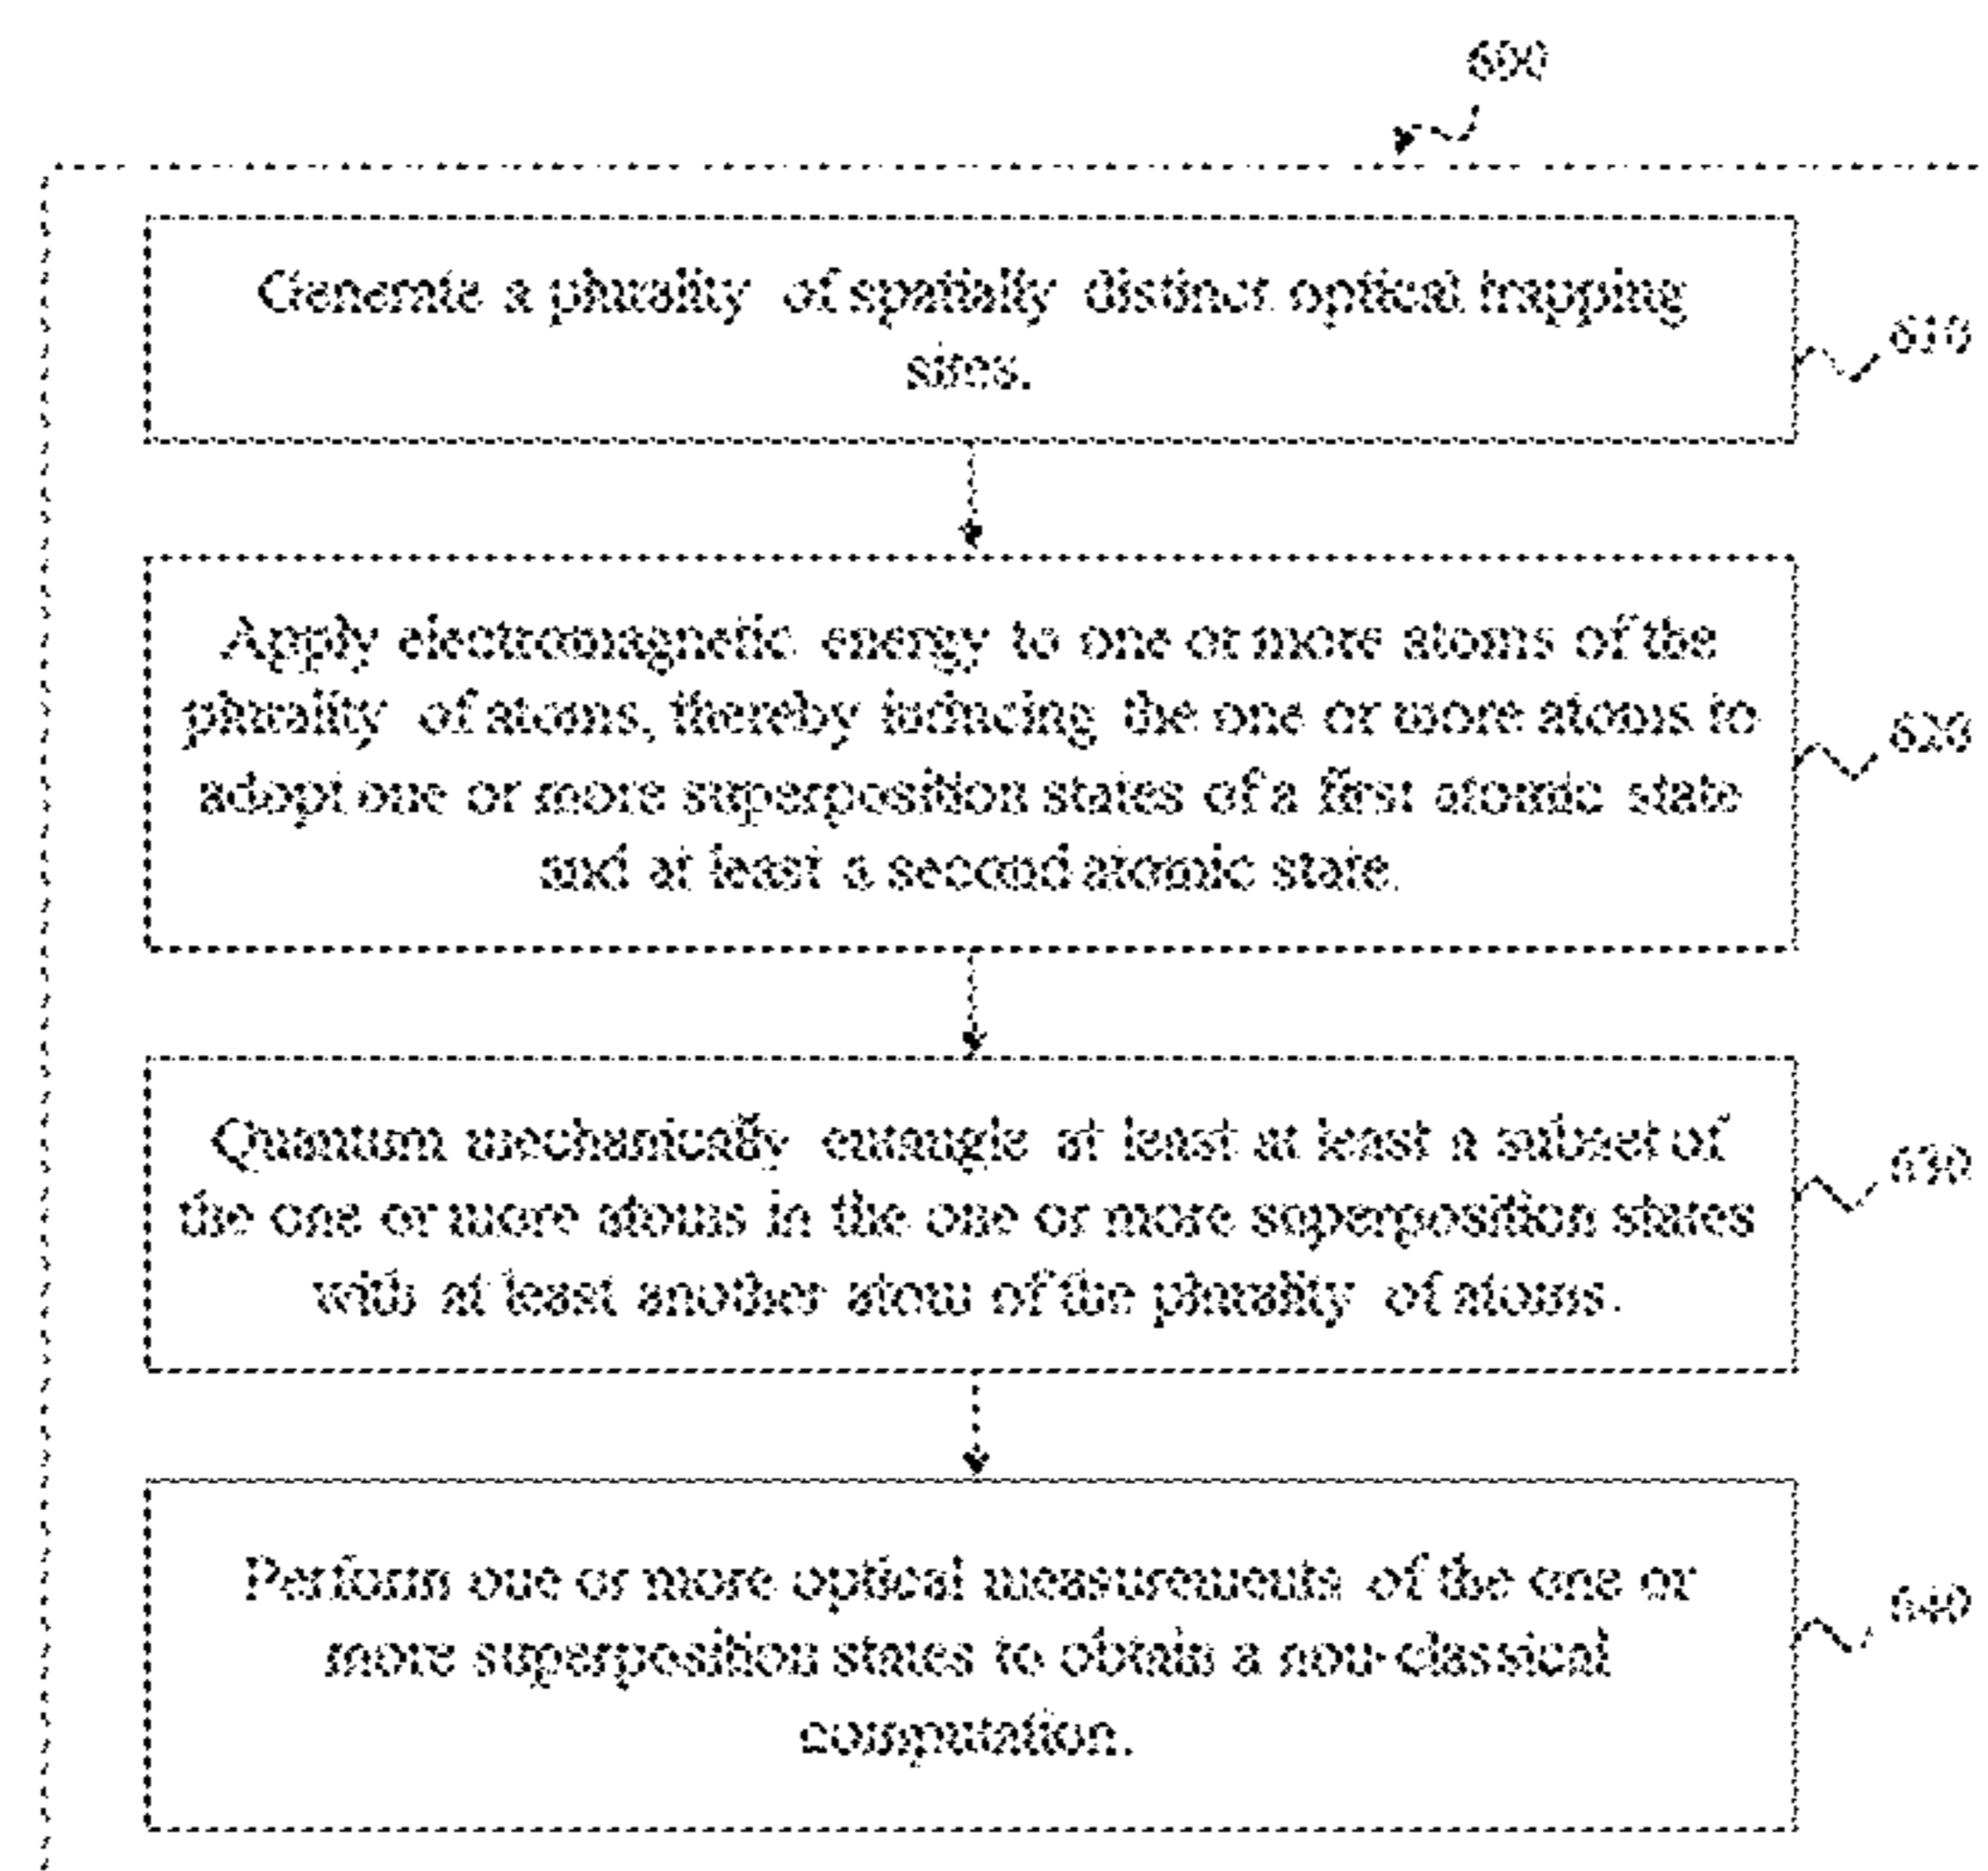 600
Generate a plurality of spatially distinct optical trapping
sites.
610
Apply electromagnetic energy to one or more atoms of the
plurality of atoms, thereby inducing the one or more atoms to
adopt one or more superposition states of a first atomic state
and at least a second atomic state.
620
Quantum mechanically entangle at least at least a subset of
the one or more atoms in the one or more superposition states
with at least another atom of the plurality of atoms.
630
Perform one or more optical measurements of the one or
more superposition states to obtain a non-classical
computation.
640